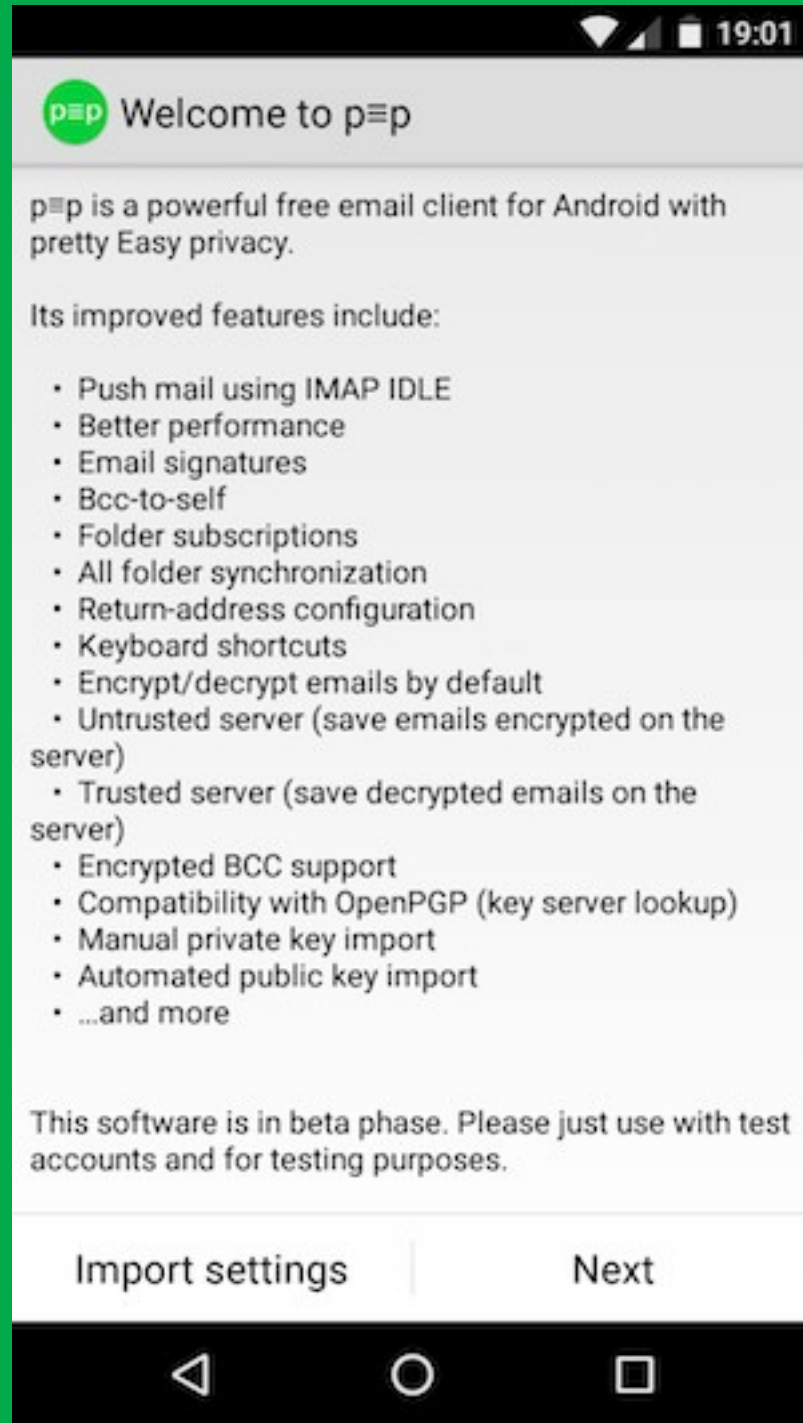 19:01
p≡p Welcome to p≡p
p≡p is a powerful free email client for Android with
pretty Easy privacy.
Its improved features include:
• Push mail using IMAP IDLE
• Better performance
• Email signatures
• Bcc-to-self
• Folder subscriptions
• All folder synchronization
• Return-address configuration
• Keyboard shortcuts
• Encrypt/decrypt emails by default
• Untrusted server (save emails encrypted on the
server)
• Trusted server (save decrypted emails on the
server)
• Encrypted BCC support
• Compatibility with OpenPGP (key server lookup)
• Manual private key import
• Automated public key import
• …and more
This software is in beta phase. Please just use with test
accounts and for testing purposes.
Import settings Next